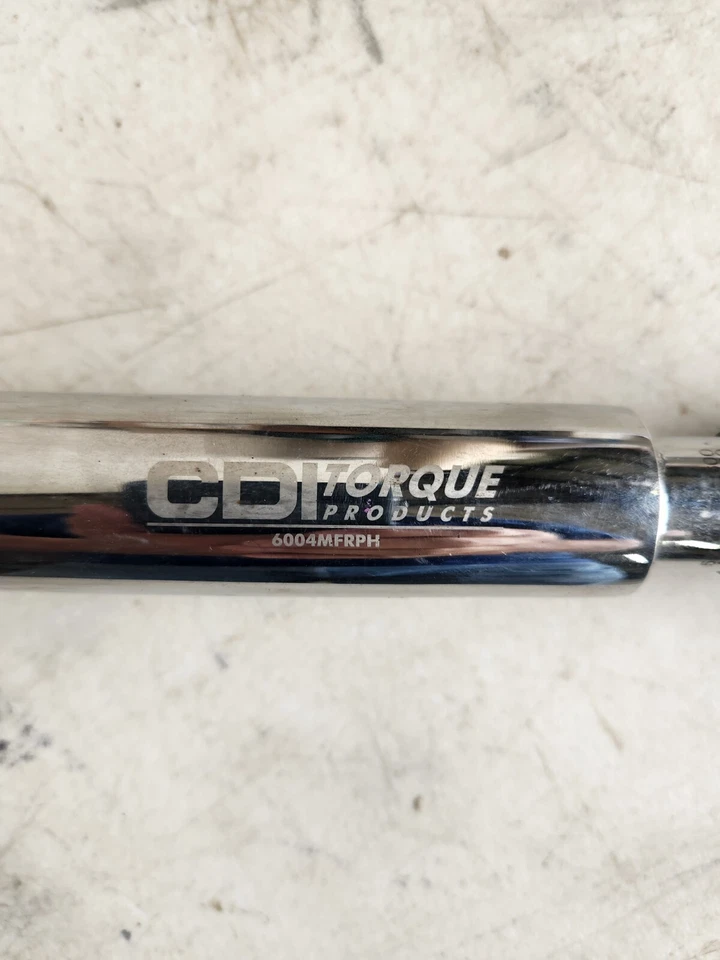 CDI TORQUE
PRODUCTS
6004MFRPH